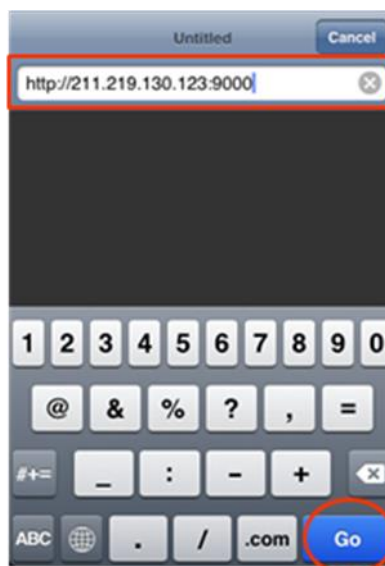 Untitled Cancel
http://211.219.130.123:9000
1 2 3 4 5 6 7 8 9 0
@ & % ? , =
#+= _ : - +
ABC . / .com Go